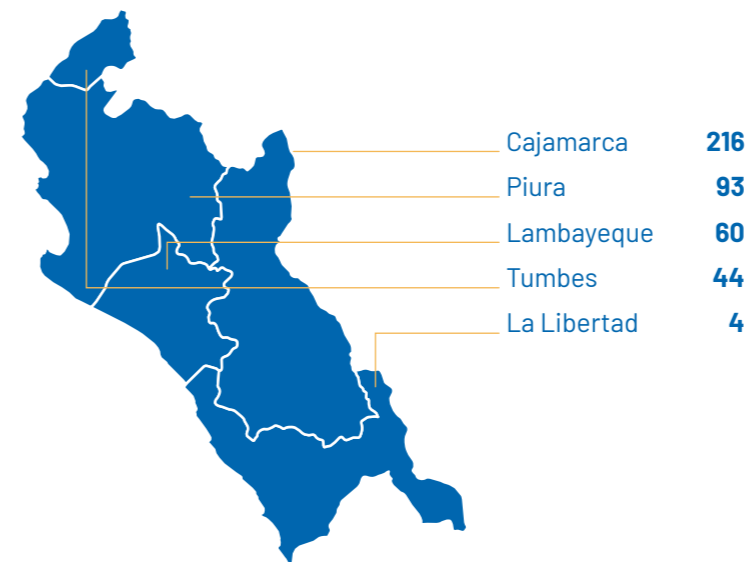 Cajamarca 216
Piura 93
Lambayeque 60
Tumbes 44
La Libertad 4